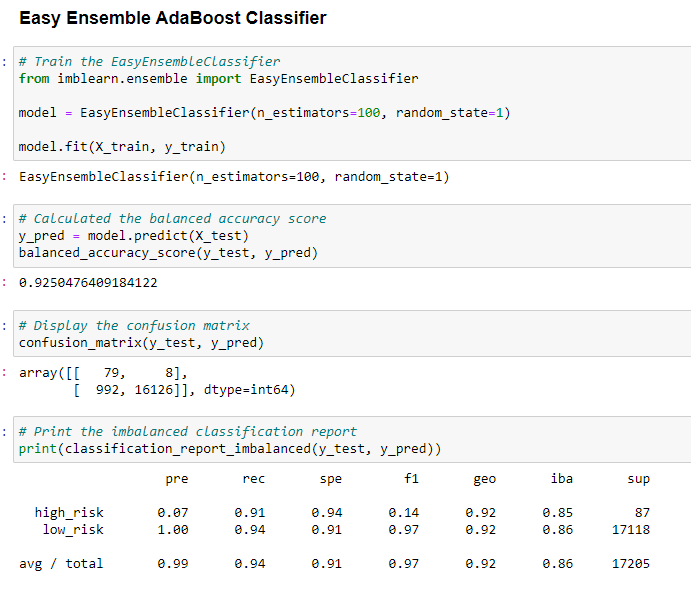 Easy Ensemble AdaBoost Classifier
: # Train the EasyEnsembleClassifier
from imblearn.ensemble import EasyEnsembleClassifier
model = EasyEnsembleClassifier(n_estimators=100, random_state=1)
model.fit(X_train, y_train)
: EasyEnsembleClassifier(n_estimators=100, random_state=1)
: # Calculated the balanced accuracy score
y_pred = model.predict(X_test)
balanced_accuracy_score(y_test, y_pred)
: 0.9250476409184122
: # Display the confusion matrix
confusion_matrix(y_test, y_pred)
: array([[   79,     8],
       [  992, 16126]], dtype=int64)
: # Print the imbalanced classification report
print(classification_report_imbalanced(y_test, y_pred))
pre rec spe f1 geo iba sup
high_risk 0.07 0.91 0.94 0.14 0.92 0.85 87
low_risk 1.00 0.94 0.91 0.97 0.92 0.86 17118
avg / total 0.99 0.94 0.91 0.97 0.92 0.86 17205